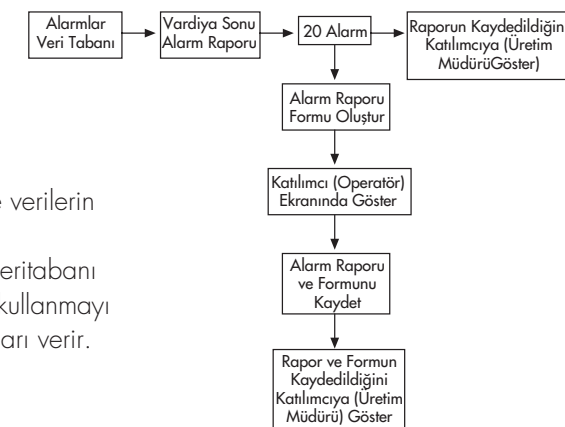 Alarmlar
Veri Tabanı
Vardiya Sonu
Alarm Raporu
20 Alarm
Raporun Kaydedildiğin
Katılımcıya (Üretim
MüdürüGöster)
Alarm Raporu
Formu Oluştur
Katılımcı (Operatör)
Ekranında Göster
Alarm Raporu
ve Formunu
Kaydet
Rapor ve Formun
Kaydedildiğini
Katılımcıya (Üretim
Müdürü) Göster
verilerin
eritabanı
kullanmayı
arı verir.